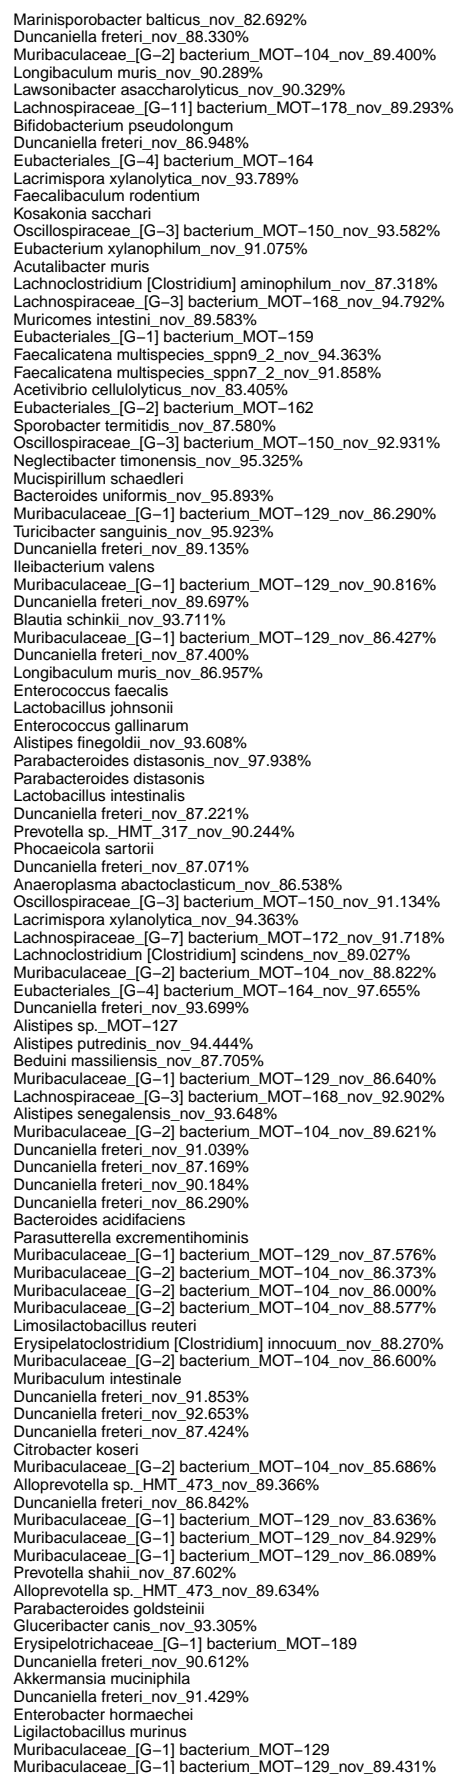 Marinisporobacter balticus_nov_82.692%
Duncaniella freteri_nov_88.330%
Muribaculaceae_[G−2] bacterium_MOT−104_nov_89.400%
Longibaculum muris_nov_90.289%
Lawsonibacter asaccharolyticus_nov_90.329%
Lachnospiraceae_[G−11] bacterium_MOT−178_nov_89.293%
Bifidobacterium pseudolongum
Duncaniella freteri_nov_86.948%
Eubacteriales_[G−4] bacterium_MOT−164
Lacrimispora xylanolytica_nov_93.789%
Faecalibaculum rodentium
Kosakonia sacchari
Oscillospiraceae_[G−3] bacterium_MOT−150_nov_93.582%
Eubacterium xylanophilum_nov_91.075%
Acutalibacter muris
Lachnoclostridium [Clostridium] aminophilum_nov_87.318%
Lachnospiraceae_[G−3] bacterium_MOT−168_nov_94.792%
Muricomes intestini_nov_89.583%
Eubacteriales_[G−1] bacterium_MOT−159
Faecalicatena multispecies_sppn9_2_nov_94.363%
Faecalicatena multispecies_sppn7_2_nov_91.858%
Acetivibrio cellulolyticus_nov_83.405%
Eubacteriales_[G−2] bacterium_MOT−162
Sporobacter termitidis_nov_87.580%
Oscillospiraceae_[G−3] bacterium_MOT−150_nov_92.931%
Neglectibacter timonensis_nov_95.325%
Mucispirillum schaedleri
Bacteroides uniformis_nov_95.893%
Muribaculaceae_[G−1] bacterium_MOT−129_nov_86.290%
Turicibacter sanguinis_nov_95.923%
Duncaniella freteri_nov_89.135%
Ileibacterium valens
Muribaculaceae_[G−1] bacterium_MOT−129_nov_90.816%
Duncaniella freteri_nov_89.697%
Blautia schinkii_nov_93.711%
Muribaculaceae_[G−1] bacterium_MOT−129_nov_86.427%
Duncaniella freteri_nov_87.400%
Longibaculum muris_nov_86.957%
Enterococcus faecalis
Lactobacillus johnsonii
Enterococcus gallinarum
Alistipes finegoldii_nov_93.608%
Parabacteroides distasonis_nov_97.938%
Parabacteroides distasonis
Lactobacillus intestinalis
Duncaniella freteri_nov_87.221%
Prevotella sp._HMT_317_nov_90.244%
Phocaeicola sartorii
Duncaniella freteri_nov_87.071%
Anaeroplasma abactoclasticum_nov_86.538%
Oscillospiraceae_[G−3] bacterium_MOT−150_nov_91.134%
Lacrimispora xylanolytica_nov_94.363%
Lachnospiraceae_[G−7] bacterium_MOT−172_nov_91.718%
Lachnoclostridium [Clostridium] scindens_nov_89.027%
Muribaculaceae_[G−2] bacterium_MOT−104_nov_88.822%
Eubacteriales_[G−4] bacterium_MOT−164_nov_97.655%
Duncaniella freteri_nov_93.699%
Alistipes sp._MOT−127
Alistipes putredinis_nov_94.444%
Beduini massiliensis_nov_87.705%
Muribaculaceae_[G−1] bacterium_MOT−129_nov_86.640%
Lachnospiraceae_[G−3] bacterium_MOT−168_nov_92.902%
Alistipes senegalensis_nov_93.648%
Muribaculaceae_[G−2] bacterium_MOT−104_nov_89.621%
Duncaniella freteri_nov_91.039%
Duncaniella freteri_nov_87.169%
Duncaniella freteri_nov_90.184%
Duncaniella freteri_nov_86.290%
Bacteroides acidifaciens
Parasutterella excrementihominis
Muribaculaceae_[G−1] bacterium_MOT−129_nov_87.576%
Muribaculaceae_[G−2] bacterium_MOT−104_nov_86.373%
Muribaculaceae_[G−2] bacterium_MOT−104_nov_86.000%
Muribaculaceae_[G−2] bacterium_MOT−104_nov_88.577%
Limosilactobacillus reuteri
Erysipelatoclostridium [Clostridium] innocuum_nov_88.270%
Muribaculaceae_[G−2] bacterium_MOT−104_nov_86.600%
Muribaculum intestinale
Duncaniella freteri_nov_91.853%
Duncaniella freteri_nov_92.653%
Duncaniella freteri_nov_87.424%
Citrobacter koseri
Muribaculaceae_[G−2] bacterium_MOT−104_nov_85.686%
Alloprevotella sp._HMT_473_nov_89.366%
Duncaniella freteri_nov_86.842%
Muribaculaceae_[G−1] bacterium_MOT−129_nov_83.636%
Muribaculaceae_[G−1] bacterium_MOT−129_nov_84.929%
Muribaculaceae_[G−1] bacterium_MOT−129_nov_86.089%
Prevotella shahii_nov_87.602%
Alloprevotella sp._HMT_473_nov_89.634%
Parabacteroides goldsteinii
Gluceribacter canis_nov_93.305%
Erysipelotrichaceae_[G−1] bacterium_MOT−189
Duncaniella freteri_nov_90.612%
Akkermansia muciniphila
Duncaniella freteri_nov_91.429%
Enterobacter hormaechei
Ligilactobacillus murinus
Muribaculaceae_[G−1] bacterium_MOT−129
Muribaculaceae_[G−1] bacterium_MOT−129_nov_89.431%